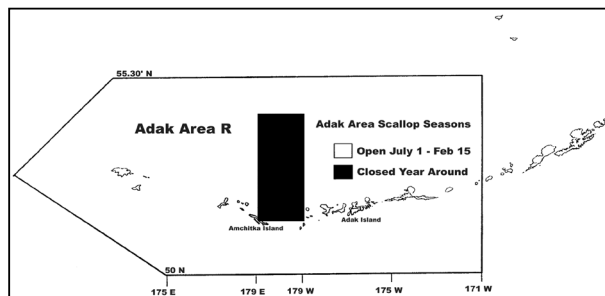 55.30' N
Adak Area R
Adak Area Scallop Seasons
Open July 1 - Feb 15
Closed Year Around
Amchitka Island
Adak Island
50 N
175 E
179 E
179 W
175 W
171 W